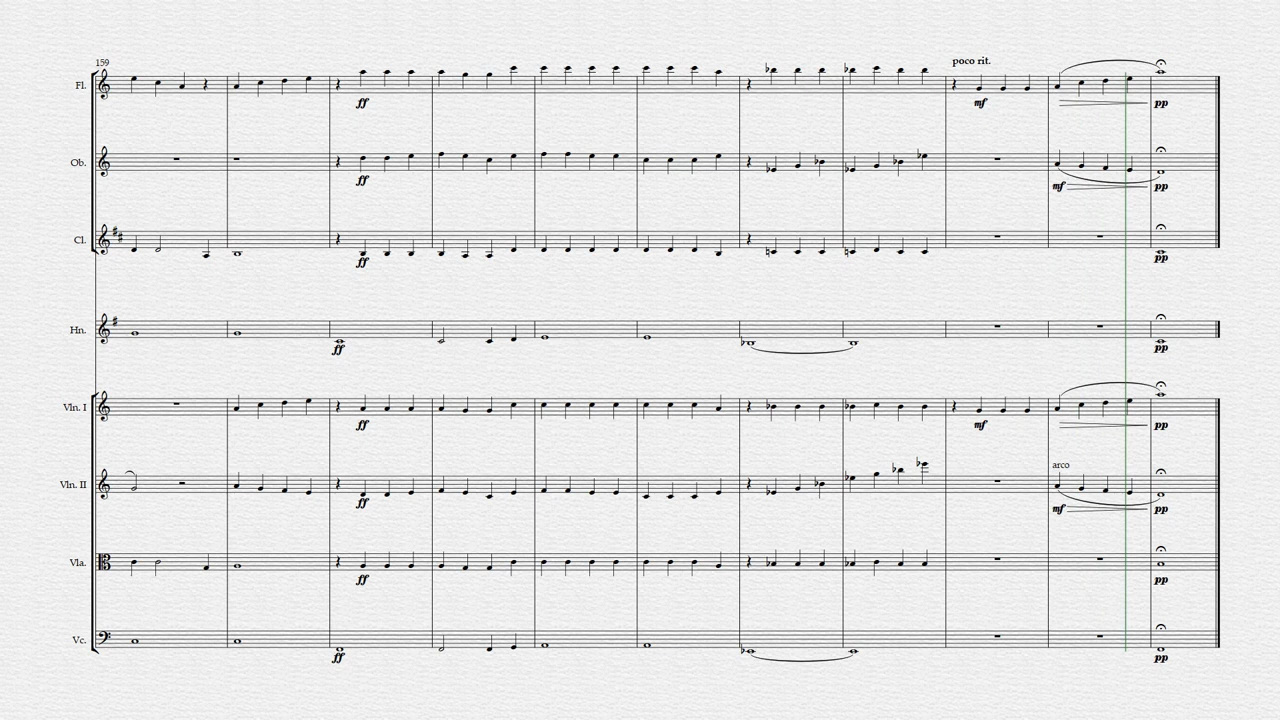 159
Fl.
poco rit.
ff
mf
pp
Ob.
ff
mf
pp
Cl.
ff
pp
Hn.
ff
pp
Vln. I
ff
mf
pp
Vln. II
arco
ff
mf
pp
Vla.
ff
pp
Vc.
ff
pp